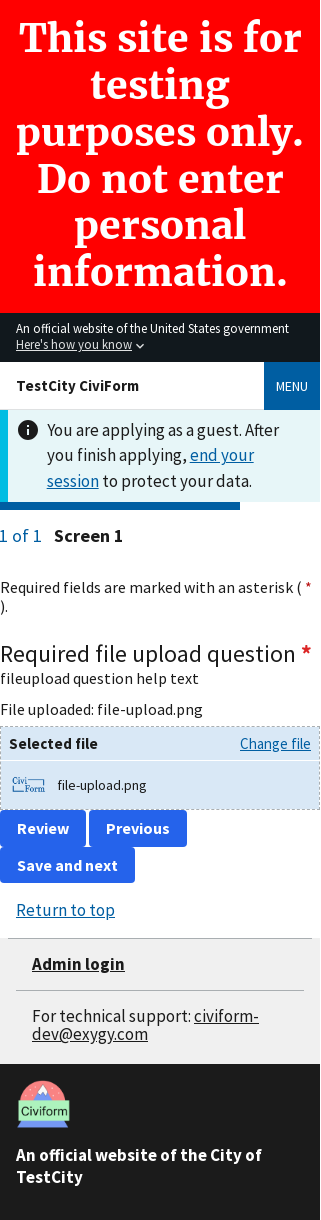 This site is for
testing
purposes only.
Do not enter
personal
information.
An official website of the United States government
Here's how you know
TestCity CiviForm
MENU
You are applying as a guest. After
you finish applying, end your
session to protect your data.
1 of 1 Screen 1
Required fields are marked with an asterisk ( *
).
Required file upload question *
fileupload question help text
File uploaded: file-upload.png
Selected file Change file
Civi
Form
file-upload.png
Review Previous
Save and next
Return to top
Admin login
For technical support: civiform-
dev@exygy.com
Civiform
An official website of the City of
TestCity